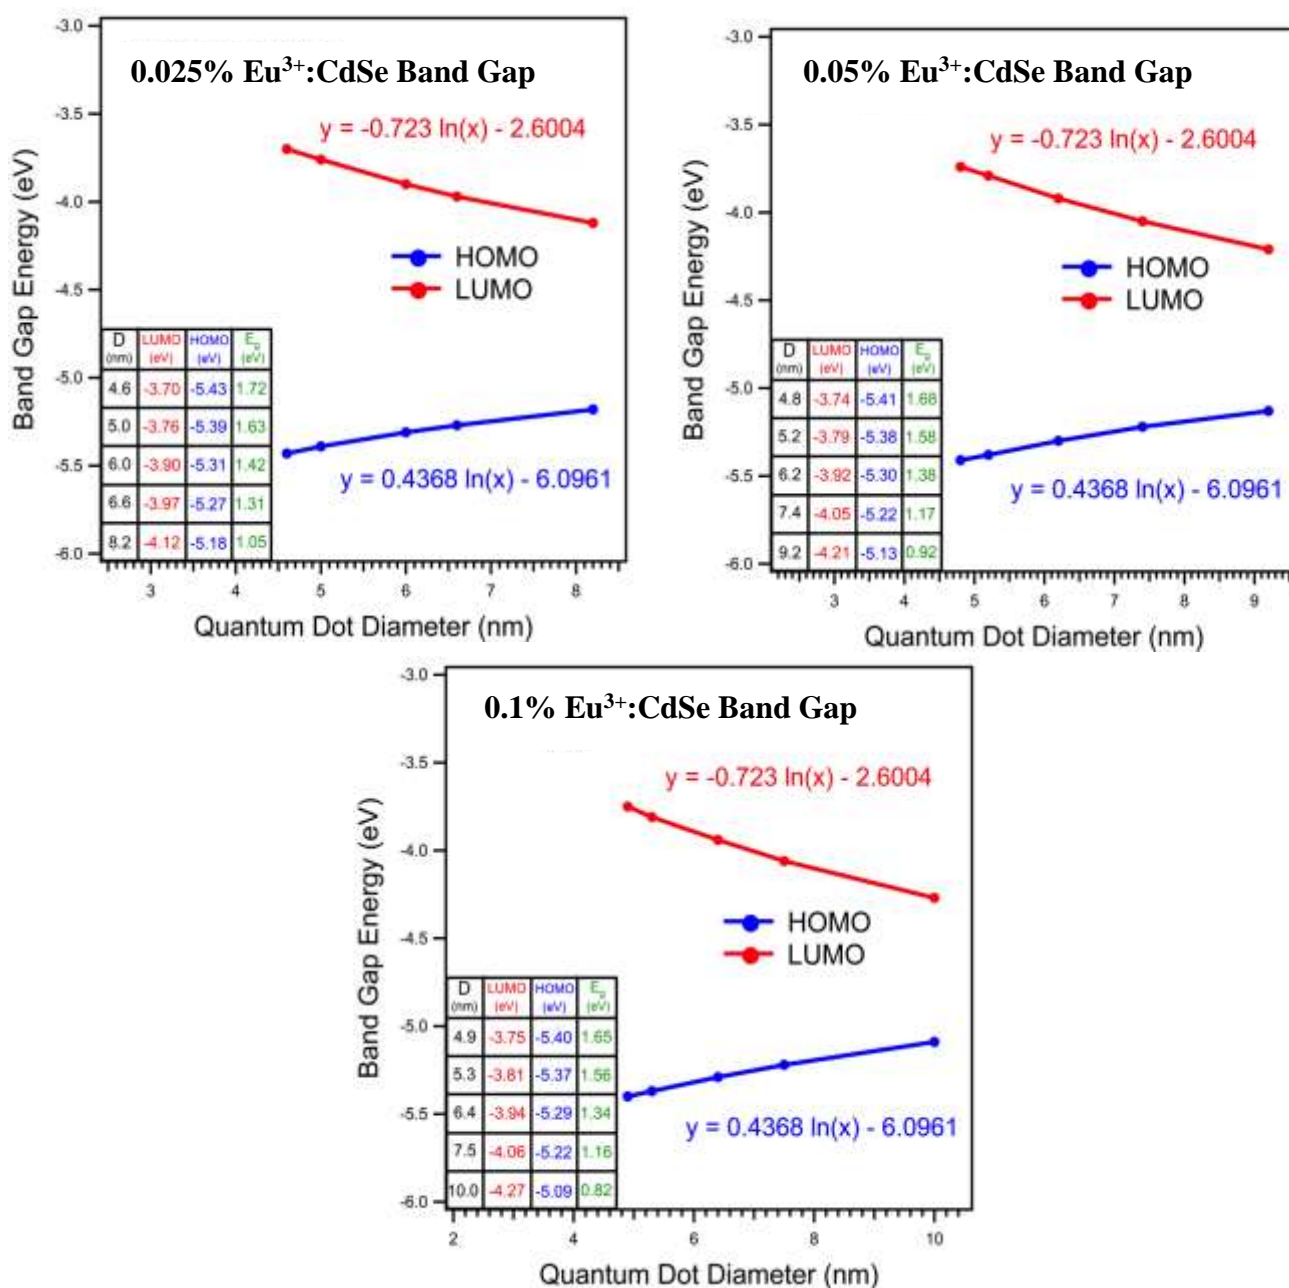 0.025% Eu³⁺:CdSe Band Gap
Band Gap Energy (eV)
-3.0
-3.5
-4.0
-4.5
-5.0
-5.5
-6.0
y = -0.723 ln(x) - 2.6004
HOMO
LUMO
D (nm) LUMO (eV) HOMO (eV) E_g (eV)
4.6 -3.70 -5.43 1.72
5.0 -3.76 -5.39 1.63
6.0 -3.90 -5.31 1.42
6.6 -3.97 -5.27 1.31
8.2 -4.12 -5.18 1.05
y = 0.4368 ln(x) - 6.0961
3 4 5 6 7 8
Quantum Dot Diameter (nm)
0.05% Eu³⁺:CdSe Band Gap
Band Gap Energy (eV)
-3.0
-3.5
-4.0
-4.5
-5.0
-5.5
-6.0
y = -0.723 ln(x) - 2.6004
HOMO
LUMO
D (nm) LUMO (eV) HOMO (eV) E_g (eV)
4.8 -3.74 -5.41 1.68
5.2 -3.79 -5.38 1.58
6.2 -3.92 -5.30 1.38
7.4 -4.05 -5.22 1.17
9.2 -4.21 -5.13 0.92
y = 0.4368 ln(x) - 6.0961
3 4 5 6 7 8 9
Quantum Dot Diameter (nm)
0.1% Eu³⁺:CdSe Band Gap
Band Gap Energy (eV)
-3.0
-3.5
-4.0
-4.5
-5.0
-5.5
-6.0
y = -0.723 ln(x) - 2.6004
HOMO
LUMO
D (nm) LUMO (eV) HOMO (eV) E_g (eV)
4.9 -3.75 -5.40 1.65
5.3 -3.81 -5.37 1.56
6.4 -3.94 -5.29 1.34
7.5 -4.06 -5.22 1.16
10.0 -4.27 -5.09 0.82
y = 0.4368 ln(x) - 6.0961
2 4 6 8 10
Quantum Dot Diameter (nm)